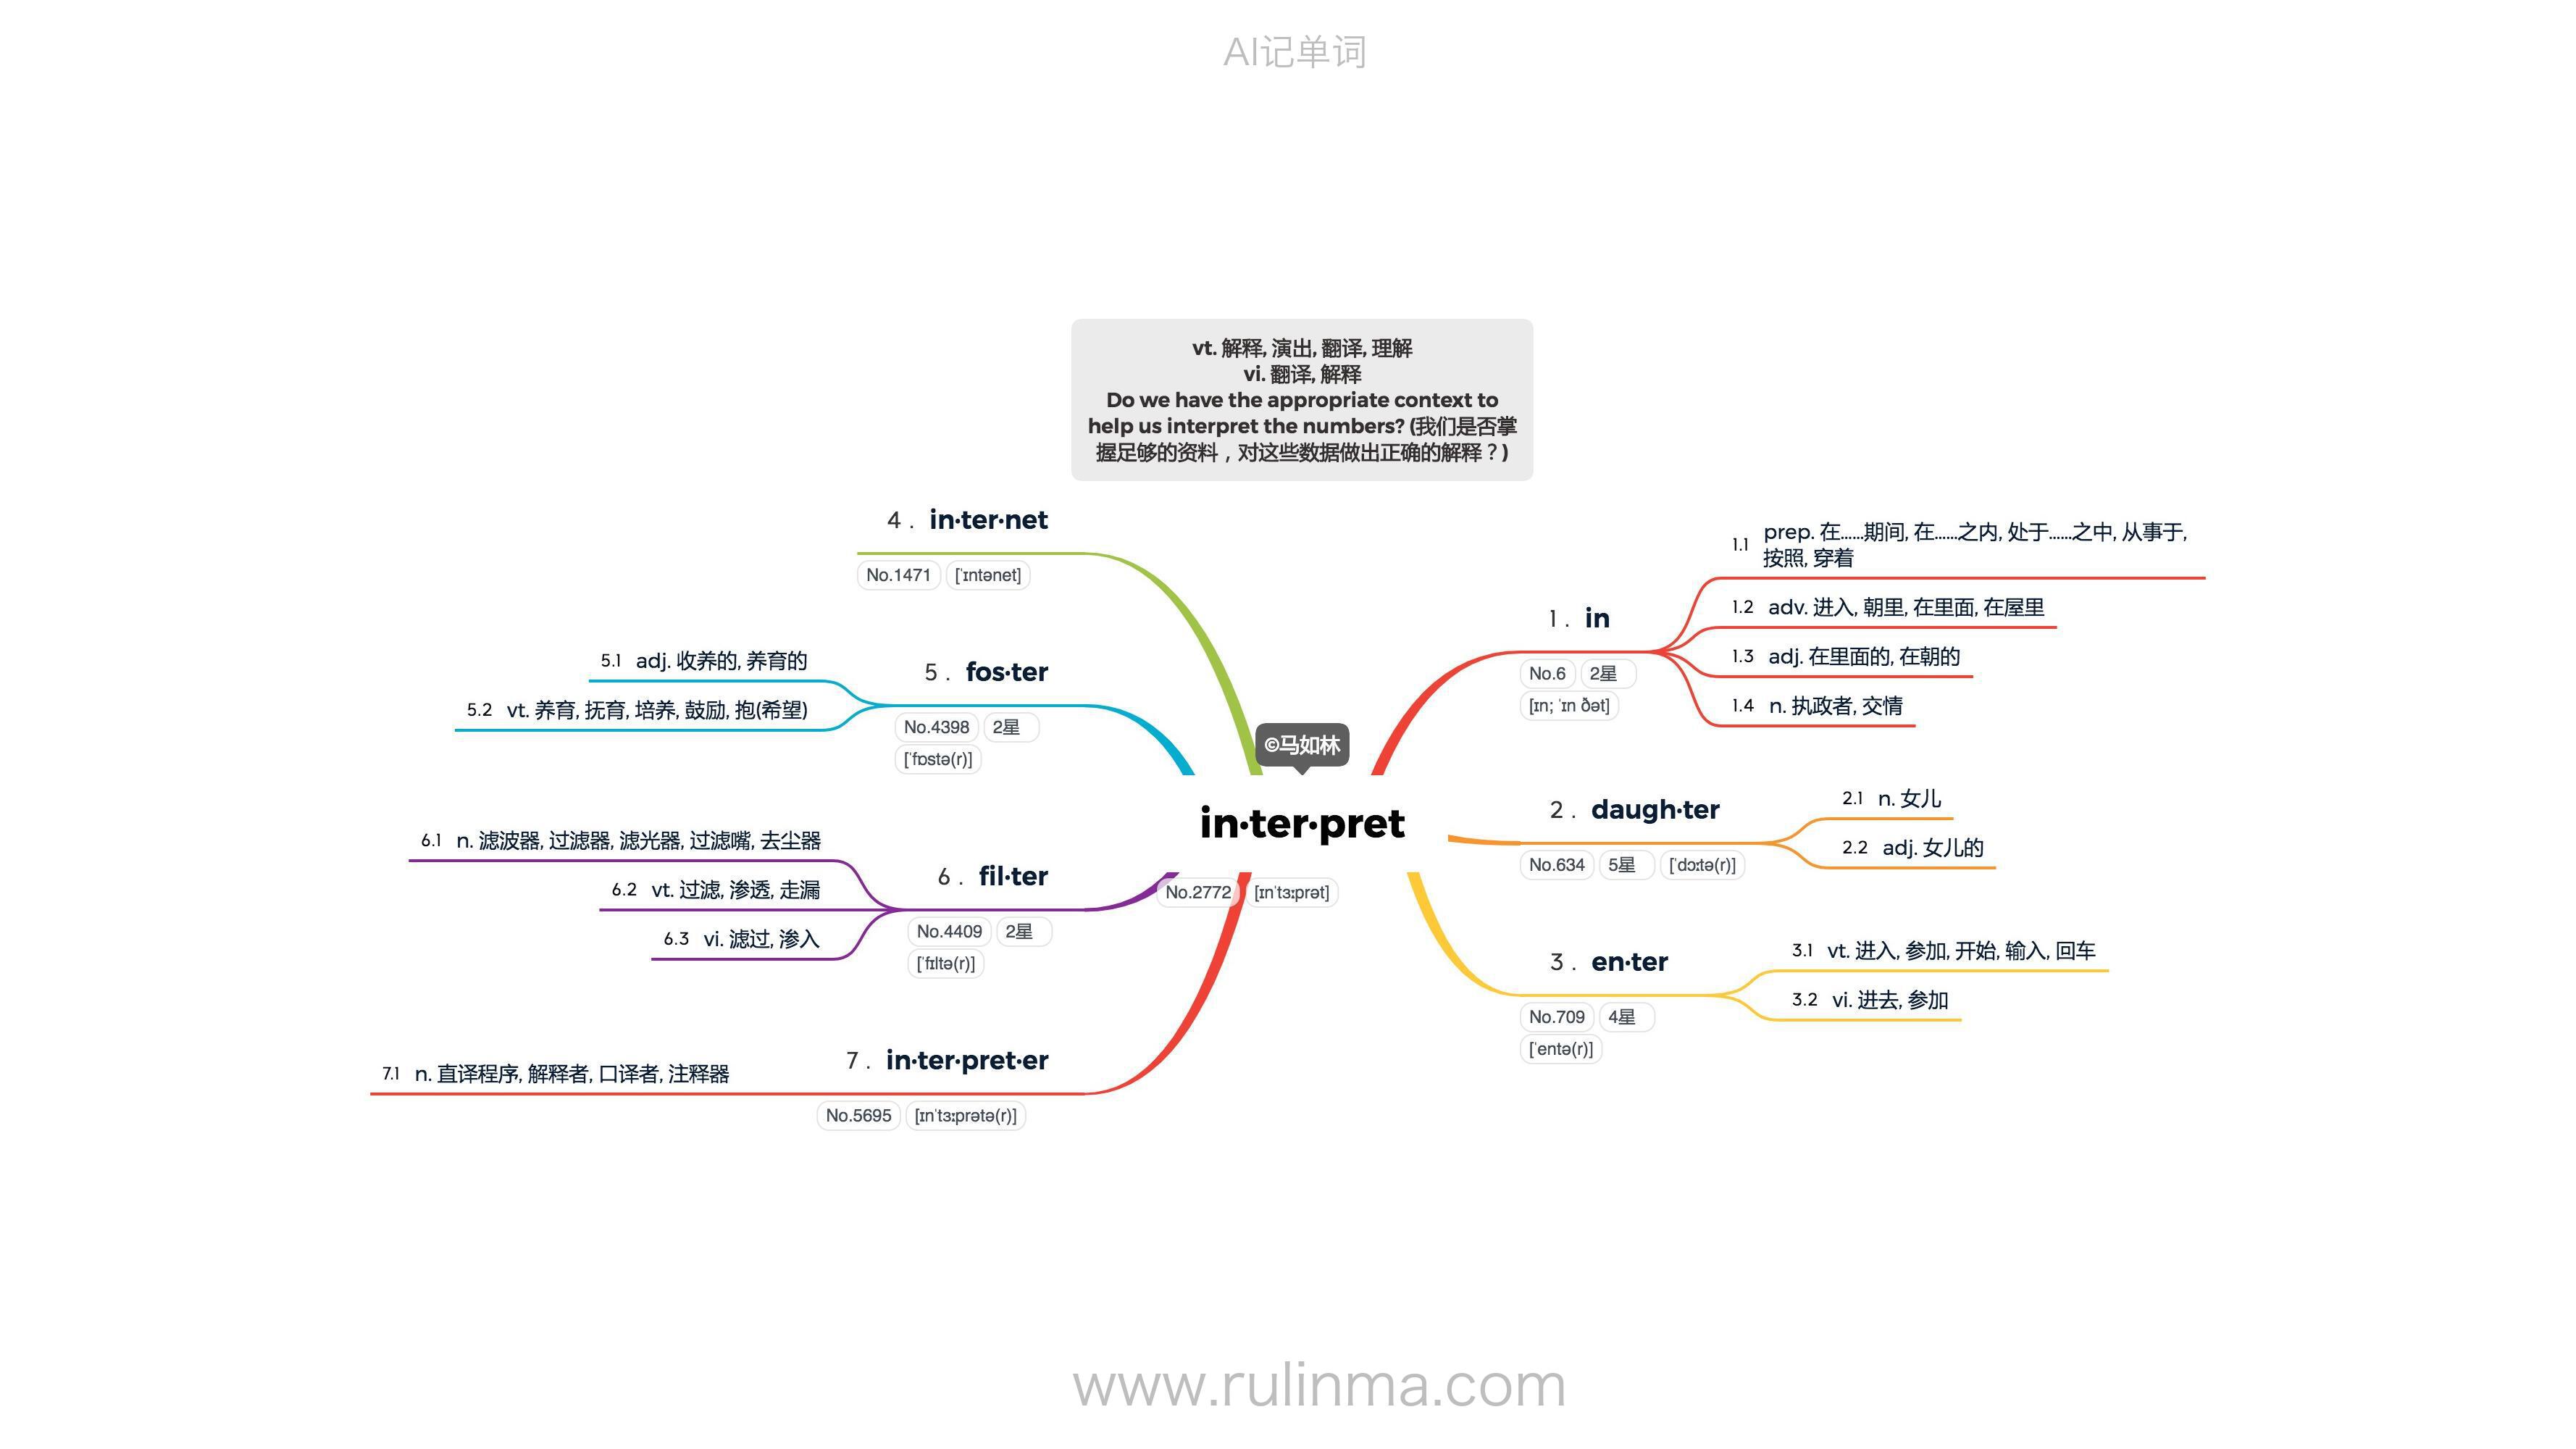 AI记单词
vt. 解释, 演出, 翻译, 理解
vi. 翻译, 解释
Do we have the appropriate context to
help us interpret the numbers? (我们是否掌
握足够的资料，对这些数据做出正确的解释？)
©马如林
in·ter·pret
No.2772 [ɪnˈtɜːprət]
1. in
No.6 2星
[ɪn; ˈɪn ðət]
1.1 prep. 在……期间, 在……之内, 处于……之中, 从事于,
按照, 穿着
1.2 adv. 进入, 朝里, 在里面, 在屋里
1.3 adj. 在里面的, 在朝的
1.4 n. 执政者, 交情
2. daugh·ter
No.634 5星 [ˈdɔːtə(r)]
2.1 n. 女儿
2.2 adj. 女儿的
3. en·ter
No.709 4星
[ˈentə(r)]
3.1 vt. 进入, 参加, 开始, 输入, 回车
3.2 vi. 进去, 参加
4. in·ter·net
No.1471 [ˈɪntənet]
5. fos·ter
No.4398 2星
[ˈfɒstə(r)]
5.1 adj. 收养的, 养育的
5.2 vt. 养育, 抚育, 培养, 鼓励, 抱(希望)
6. fil·ter
No.4409 2星
[ˈfɪltə(r)]
6.1 n. 滤波器, 过滤器, 滤光器, 过滤嘴, 去尘器
6.2 vt. 过滤, 渗透, 走漏
6.3 vi. 滤过, 渗入
7. in·ter·pret·er
No.5695 [ɪnˈtɜːprətə(r)]
7.1 n. 直译程序, 解释者, 口译者, 注释器
www.rulinma.com